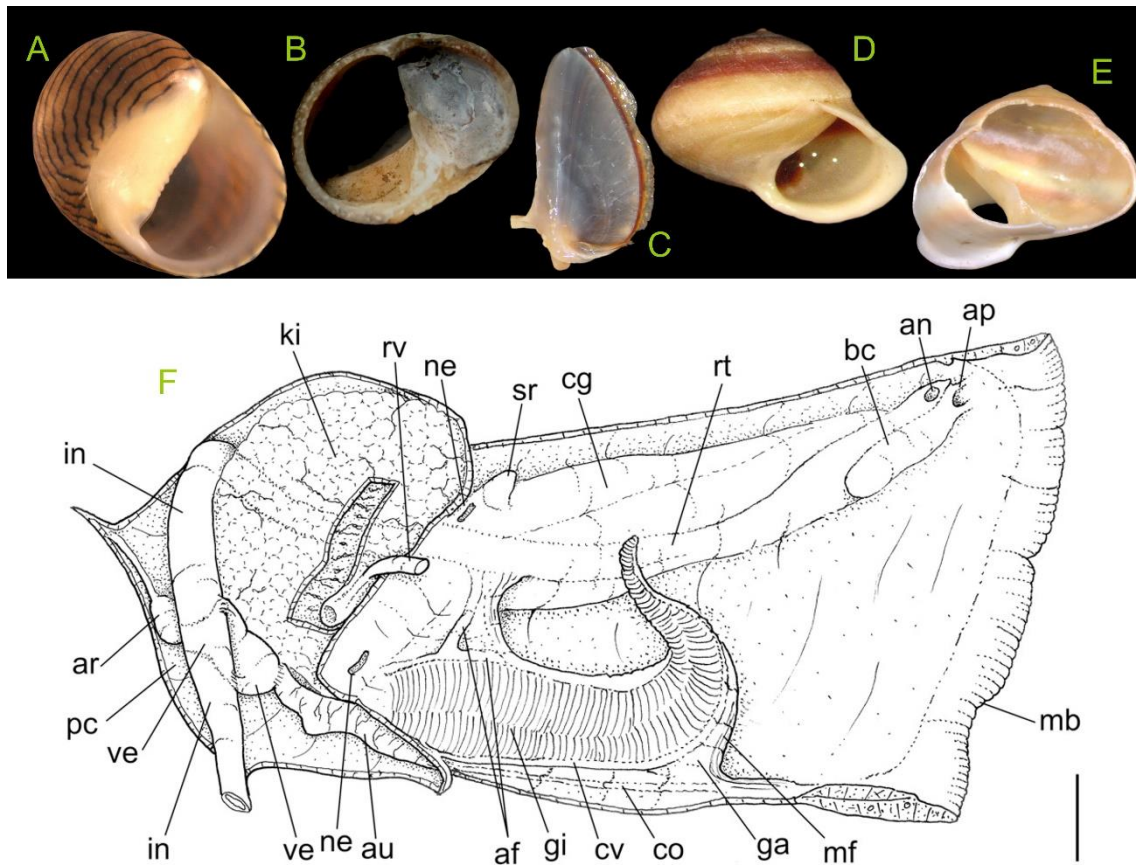 A B D E
C
F ki rv ne sr cg rt bc an ap
in
ar
pc
ve
mb
in ve ne au af gi cv co ga mf